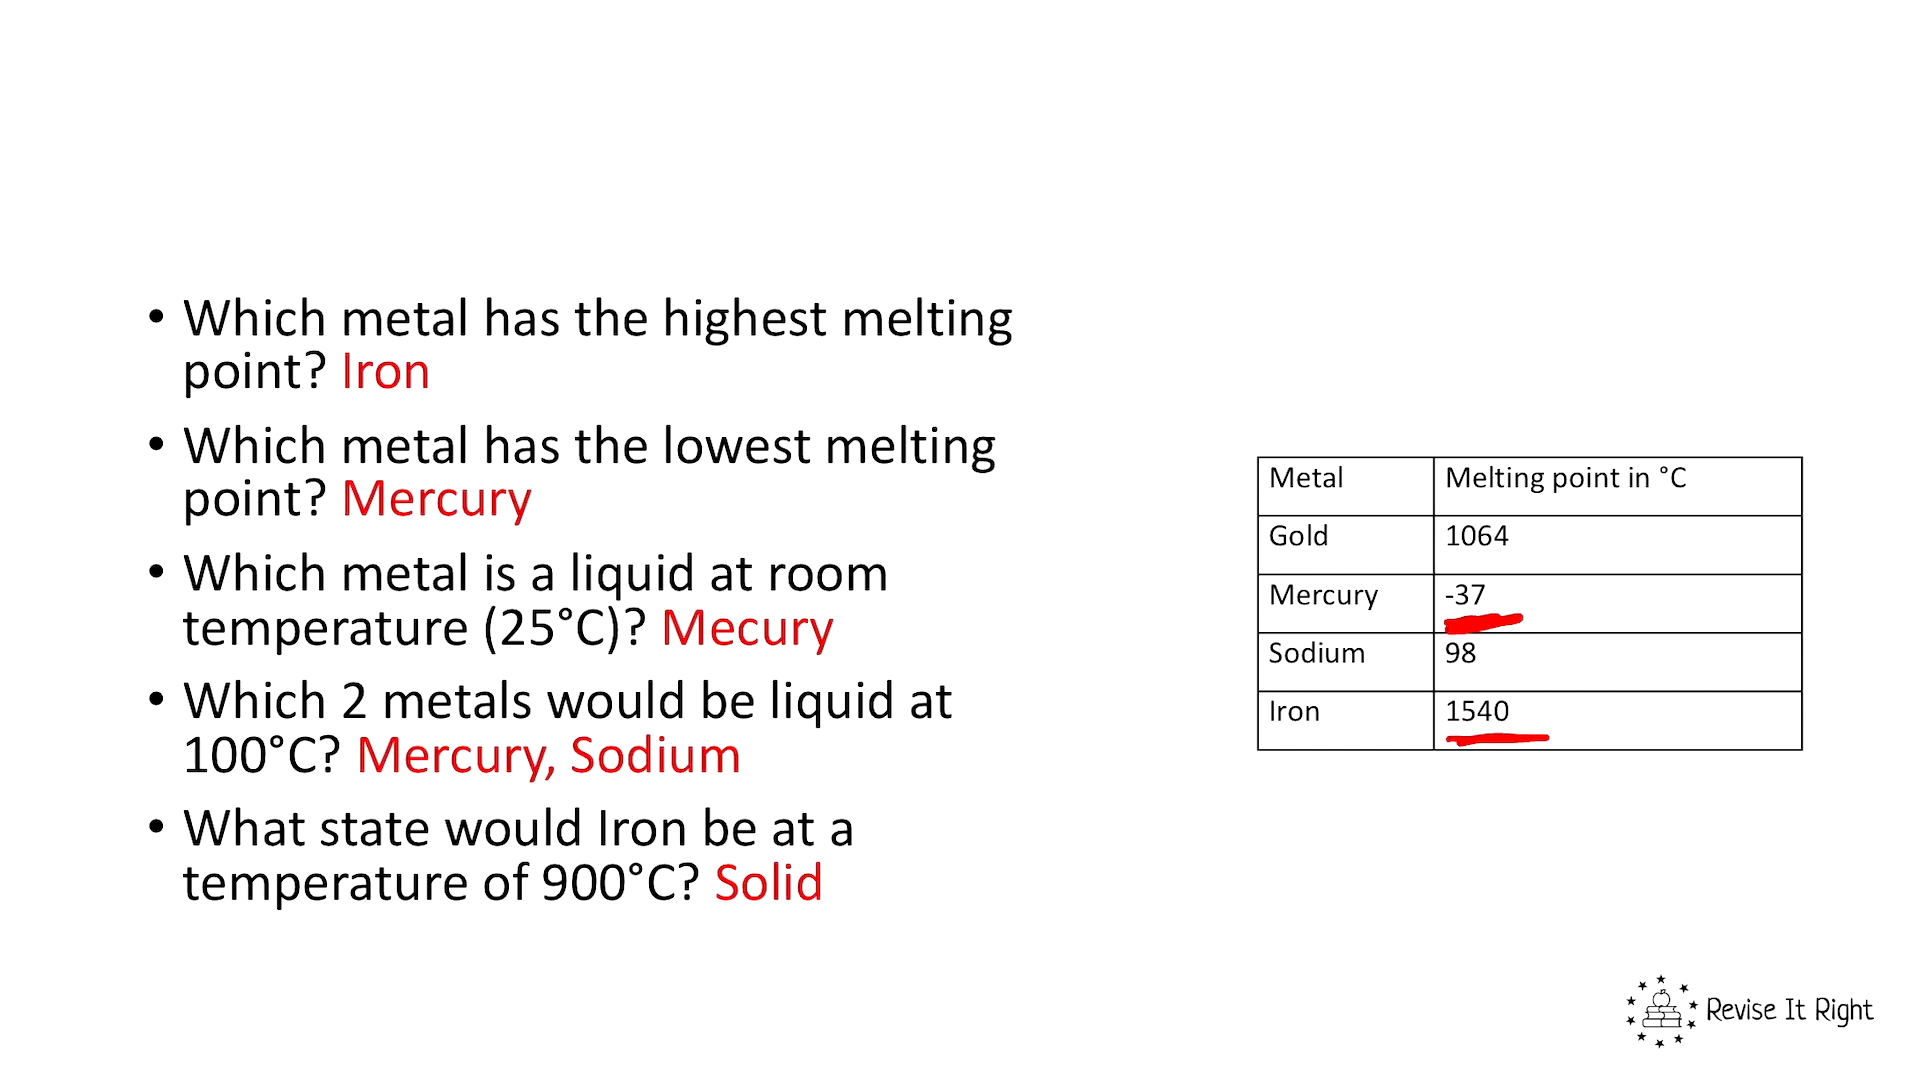 • Which metal has the highest melting
point? Iron
• Which metal has the lowest melting
point? Mercury
• Which metal is a liquid at room
temperature (25°C)? Mecury
• Which 2 metals would be liquid at
100°C? Mercury, Sodium
• What state would Iron be at a
temperature of 900°C? Solid
Metal Melting point in °C
Gold 1064
Mercury -37
Sodium 98
Iron 1540
Revise It Right